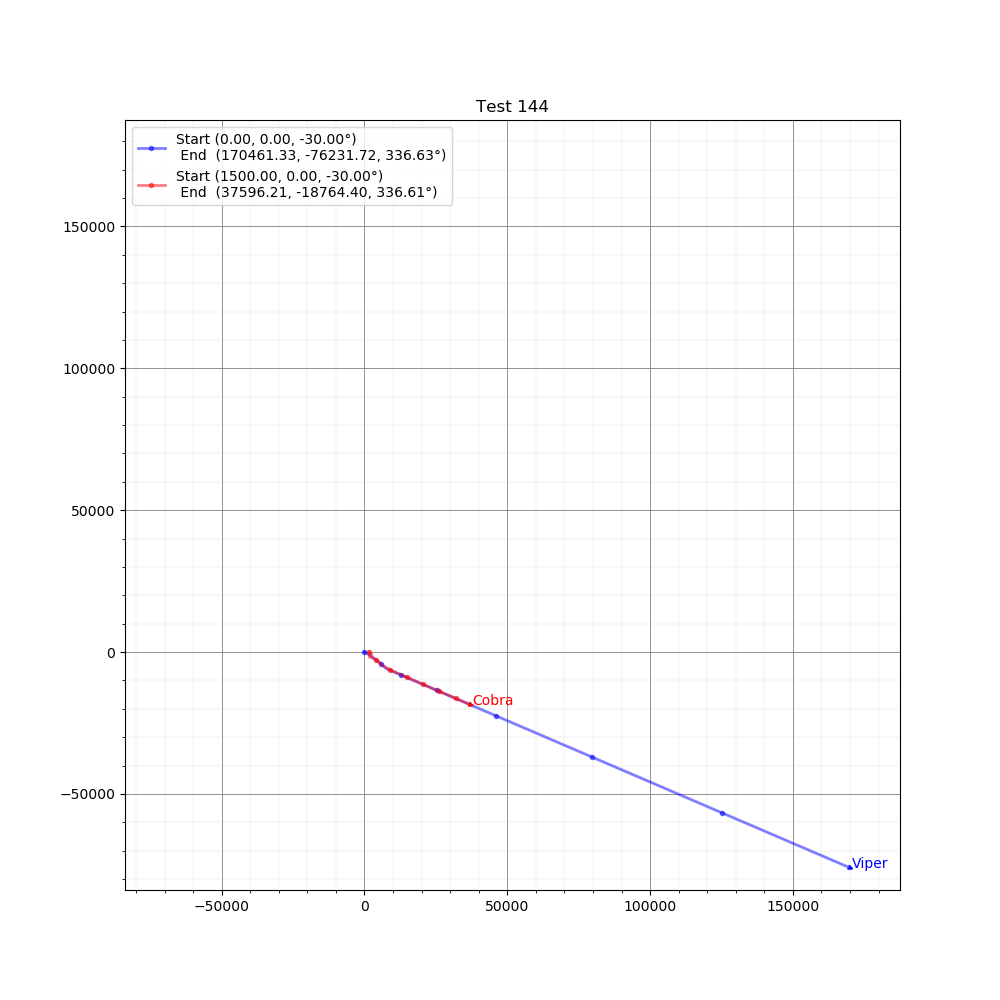 Test 144
Start (0.00, 0.00, -30.00°)
End  (170461.33, -76231.72, 336.63°)
Start (1500.00, 0.00, -30.00°)
End  (37596.21, -18764.40, 336.61°)
150000
100000
50000
0
−50000
Cobra
Viper
−50000
0
50000
100000
150000